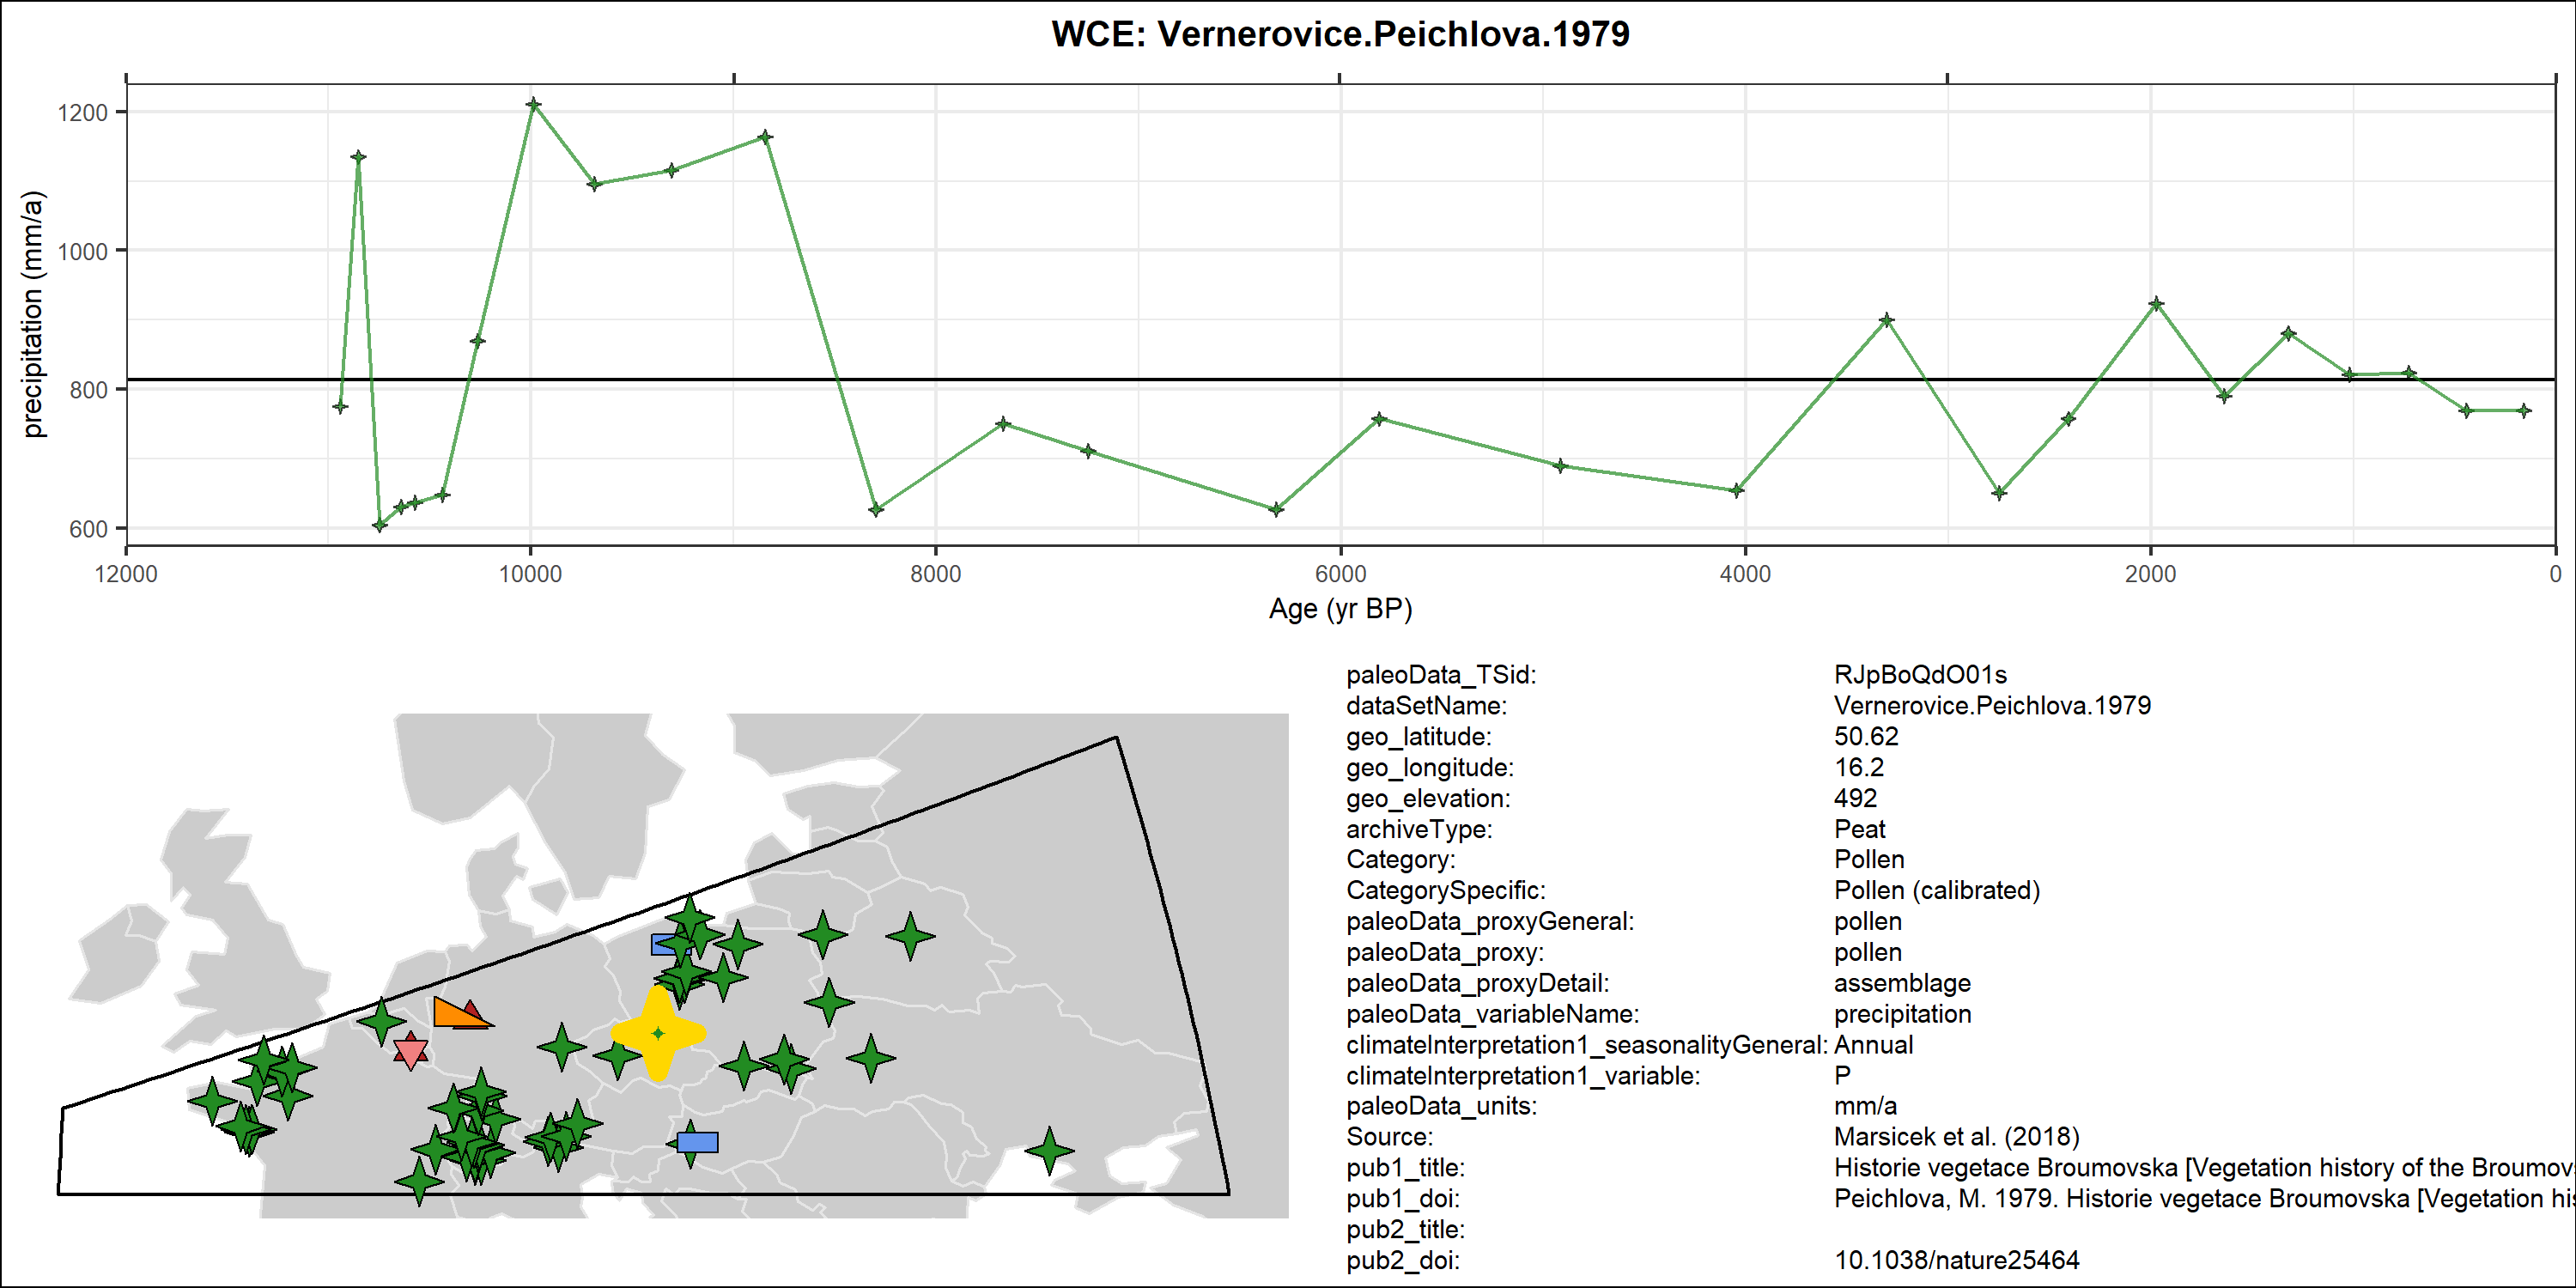 WCE: Vernerovice.Peichlova.1979
1200
1000
800
600
precipitation (mm/a)
12000 10000 8000 6000 4000 2000 0
Age (yr BP)
paleoData_TSid: RJpBoQdO01s
dataSetName: Vernerovice.Peichlova.1979
geo_latitude: 50.62
geo_longitude: 16.2
geo_elevation: 492
archiveType: Peat
Category: Pollen
CategorySpecific: Pollen (calibrated)
paleoData_proxyGeneral: pollen
paleoData_proxy: pollen
paleoData_proxyDetail: assemblage
paleoData_variableName: precipitation
climateInterpretation1_seasonalityGeneral: Annual
climateInterpretation1_variable: P
paleoData_units: mm/a
Source: Marsicek et al. (2018)
pub1_title: Historie vegetace Broumovska [Vegetation history of the Broumov
pub1_doi: Peichlova, M. 1979. Historie vegetace Broumovska [Vegetation his
pub2_title:
pub2_doi: 10.1038/nature25464